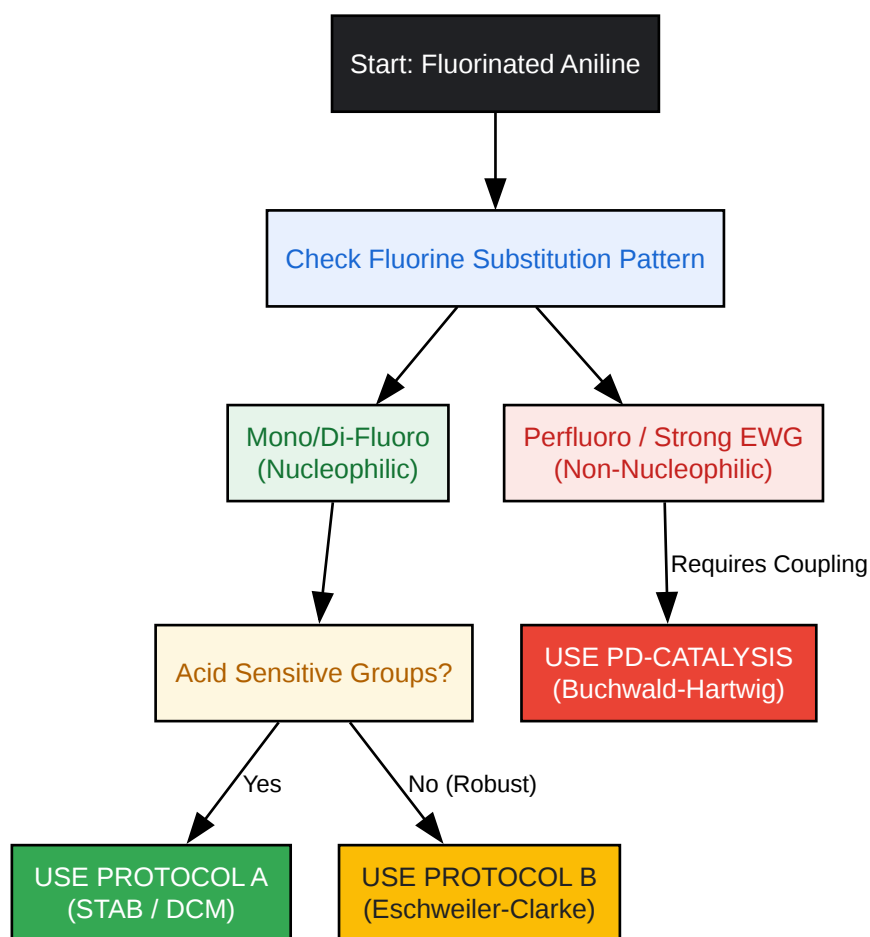 Start: Fluorinated Aniline
Check Fluorine Substitution Pattern
Mono/Di-Fluoro
(Nucleophilic)
Perfluoro / Strong EWG
(Non-Nucleophilic)
Requires Coupling
Acid Sensitive Groups?
USE PD-CATALYSIS
(Buchwald-Hartwig)
Yes
No (Robust)
USE PROTOCOL A
(STAB / DCM)
USE PROTOCOL B
(Eschweiler-Clarke)